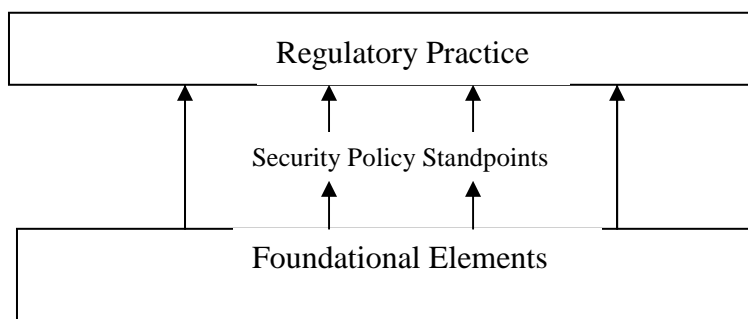 Regulatory Practice
Security Policy Standpoints
Foundational Elements